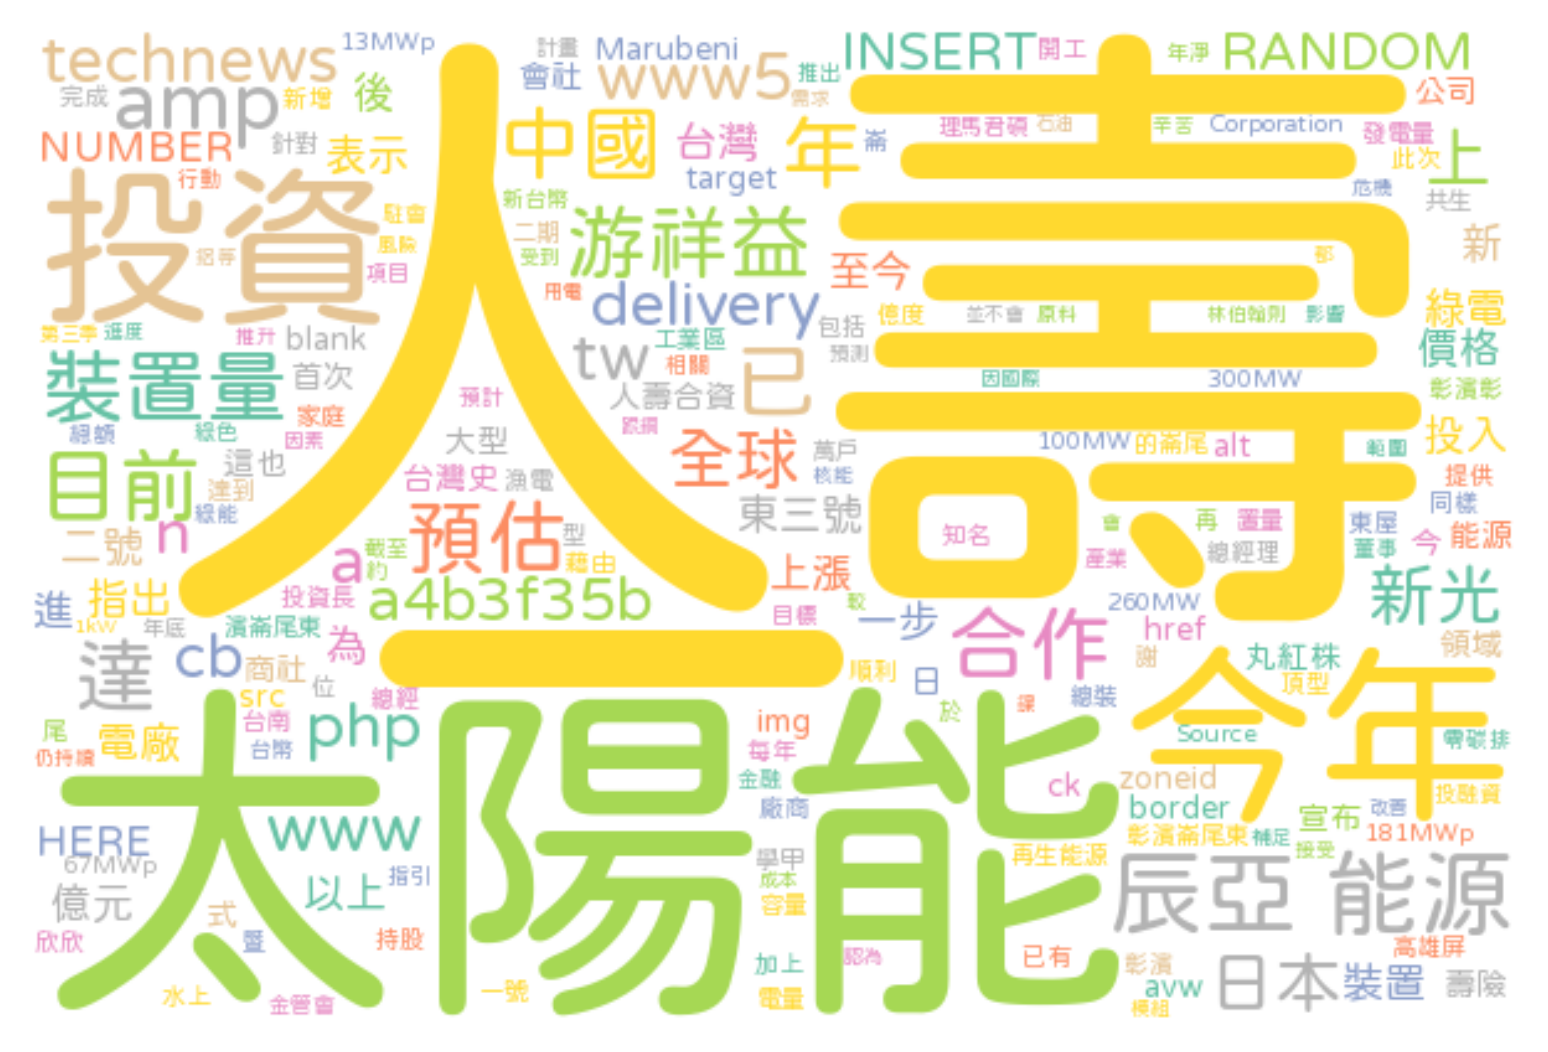 technews
13MWp
計畫
Marubeni
會社
www5
推出
需求
INSERT
開工
年淨
RANDOM
完成
amp
新增
後
公司
NUMBER
針對
表示
中國
台灣
年
崙
理馬君碩
石油
辛苦
Corporation
發電量
此次
上
行動
target
危機
共生
投資
駐會
新台幣
人壽
風險
二期
受到
游祥益
至今
都
新
鋁等
項目
用電
delivery
億度
並不會
原料
林伯翰則
影響
綠電
第三季
進度
推升
blank
tw
工業區
包括
預測
價格
裝置量
首次
相關
已
因國際
300MW
彰濱彰
人壽合資
預計
家庭
總額
綠色
因素
大型
跟鋼
全球
萬戶
核能
100MW
的崙尾
alt
範圍
投入
目前
這也
達到
綠能
台灣史
漁電
東三號
知名
會
再
置量
提供
同樣
二號
n
a
截至
約
預估
型
藉由
上漲
產業
總經理
東屋
董事
今
能源
進
指出
1kW
年底
投資長
a4b3f35b
目標
較
一步
260MW
新光
濱崙尾東
為
合作
href
達
cb
商社
src
位
總經
順利
日
謝
丸紅株
頂型
領域
尾
仍持續
電廠
台南
台幣
php
太陽能
img
每年
於
課
總裝
今年
Source
零碳排
金融
廠商
ck
zoneid
border
投融資
HERE
67MWp
www
指引
學甲
成本
容量
再生能源
彰濱崙尾東
補足
宣布
改善
181MWp
接受
億元
以上
式
暨
欣欣
持股
辰亞
能源
水上
金管會
一號
加上
電量
認為
已有
彰濱
avw
模組
日本
裝置
高雄屏
壽險